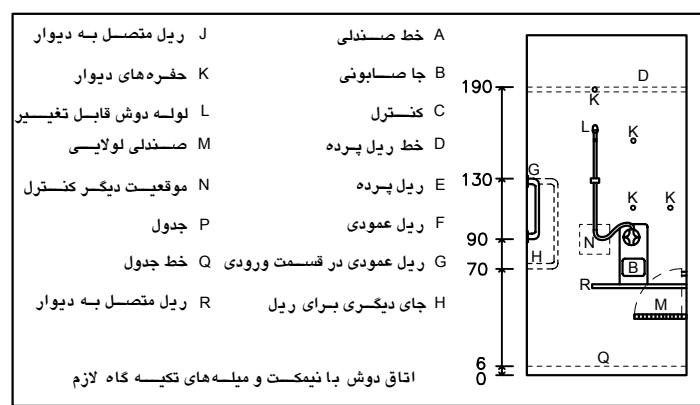 A خط صندلی
B جا صابونی
C کنترل
D خط ریل پرده
E ریل پرده
F ریل عمودی
G ریل عمودی در قسمت ورودی
H جای دیگری برای ریل
J ریل متصل به دیوار
K حفره‌های دیوار
L لوله دوش قابل تغییر
M صندلی لولایی
N موقعیت دیگر کنترل
P جدول
Q خط جدول
R ریل متصل به دیوار
اتاق دوش با نیمکت و میله‌های تکیه گاه لازم
190
130
90
70
6
0
D
K
L
K
G
K
K
N
H
B
R
M
Q